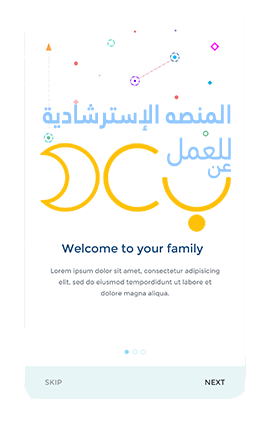 المنصه الإسترشادية
للعمل
عن
بعد
Welcome to your family
Lorem ipsum dolor sit amet, consectetur adipisicing
elit, sed do eiusmod tempordidunt ut labore et
dolore magna aliqua.
SKIP
NEXT